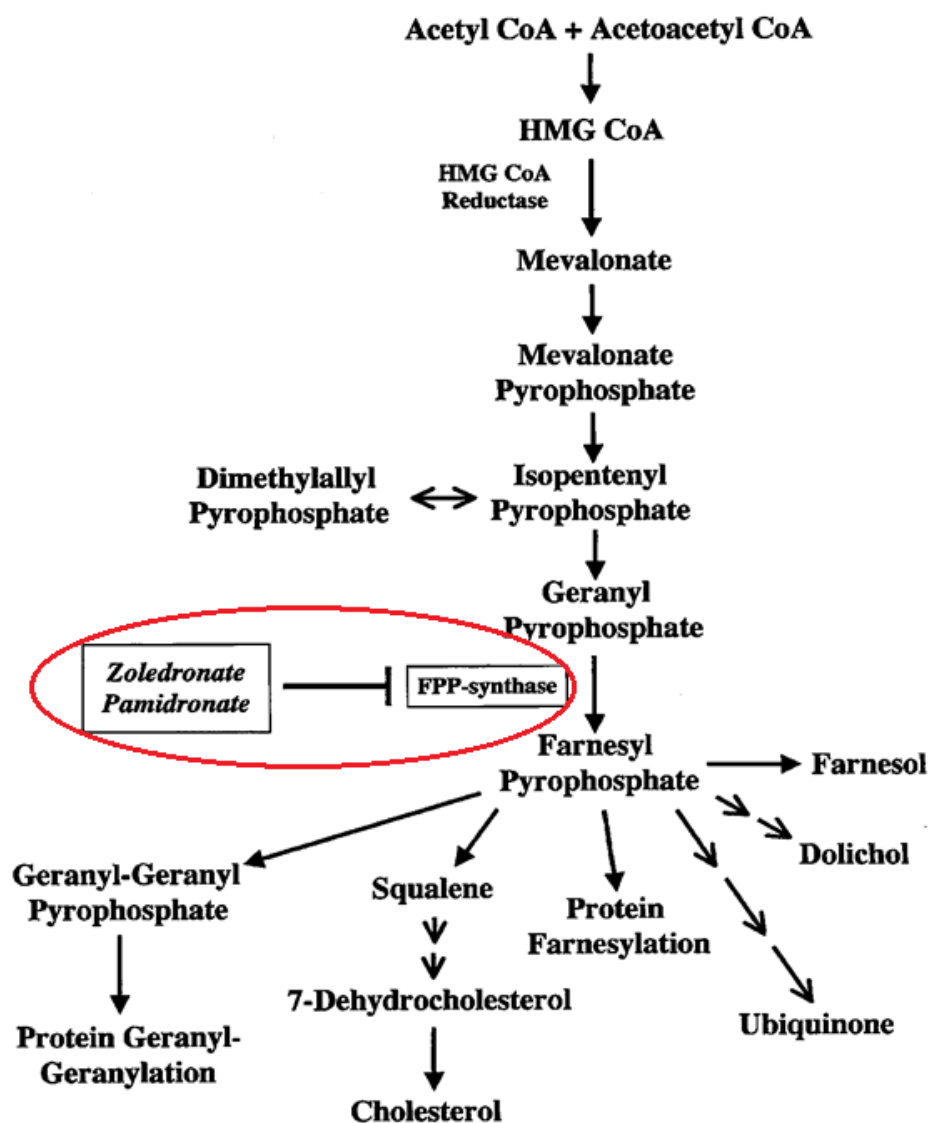 Acetyl CoA + Acetoacetyl CoA
HMG CoA
HMG CoA
Reductase
Mevalonate
Mevalonate
Pyrophosphate
Dimethylallyl
Pyrophosphate
Isopentenyl
Pyrophosphate
Geranyl
Pyrophosphate
Zoledronate
Pamidronate
FPP-synthase
Farnesyl
Pyrophosphate
Farnesol
Dolichol
Geranyl-Geranyl
Pyrophosphate
Squalene
Protein
Farnesylation
7-Dehydrocholesterol
Ubiquinone
Protein Geranyl-
Geranylation
Cholesterol